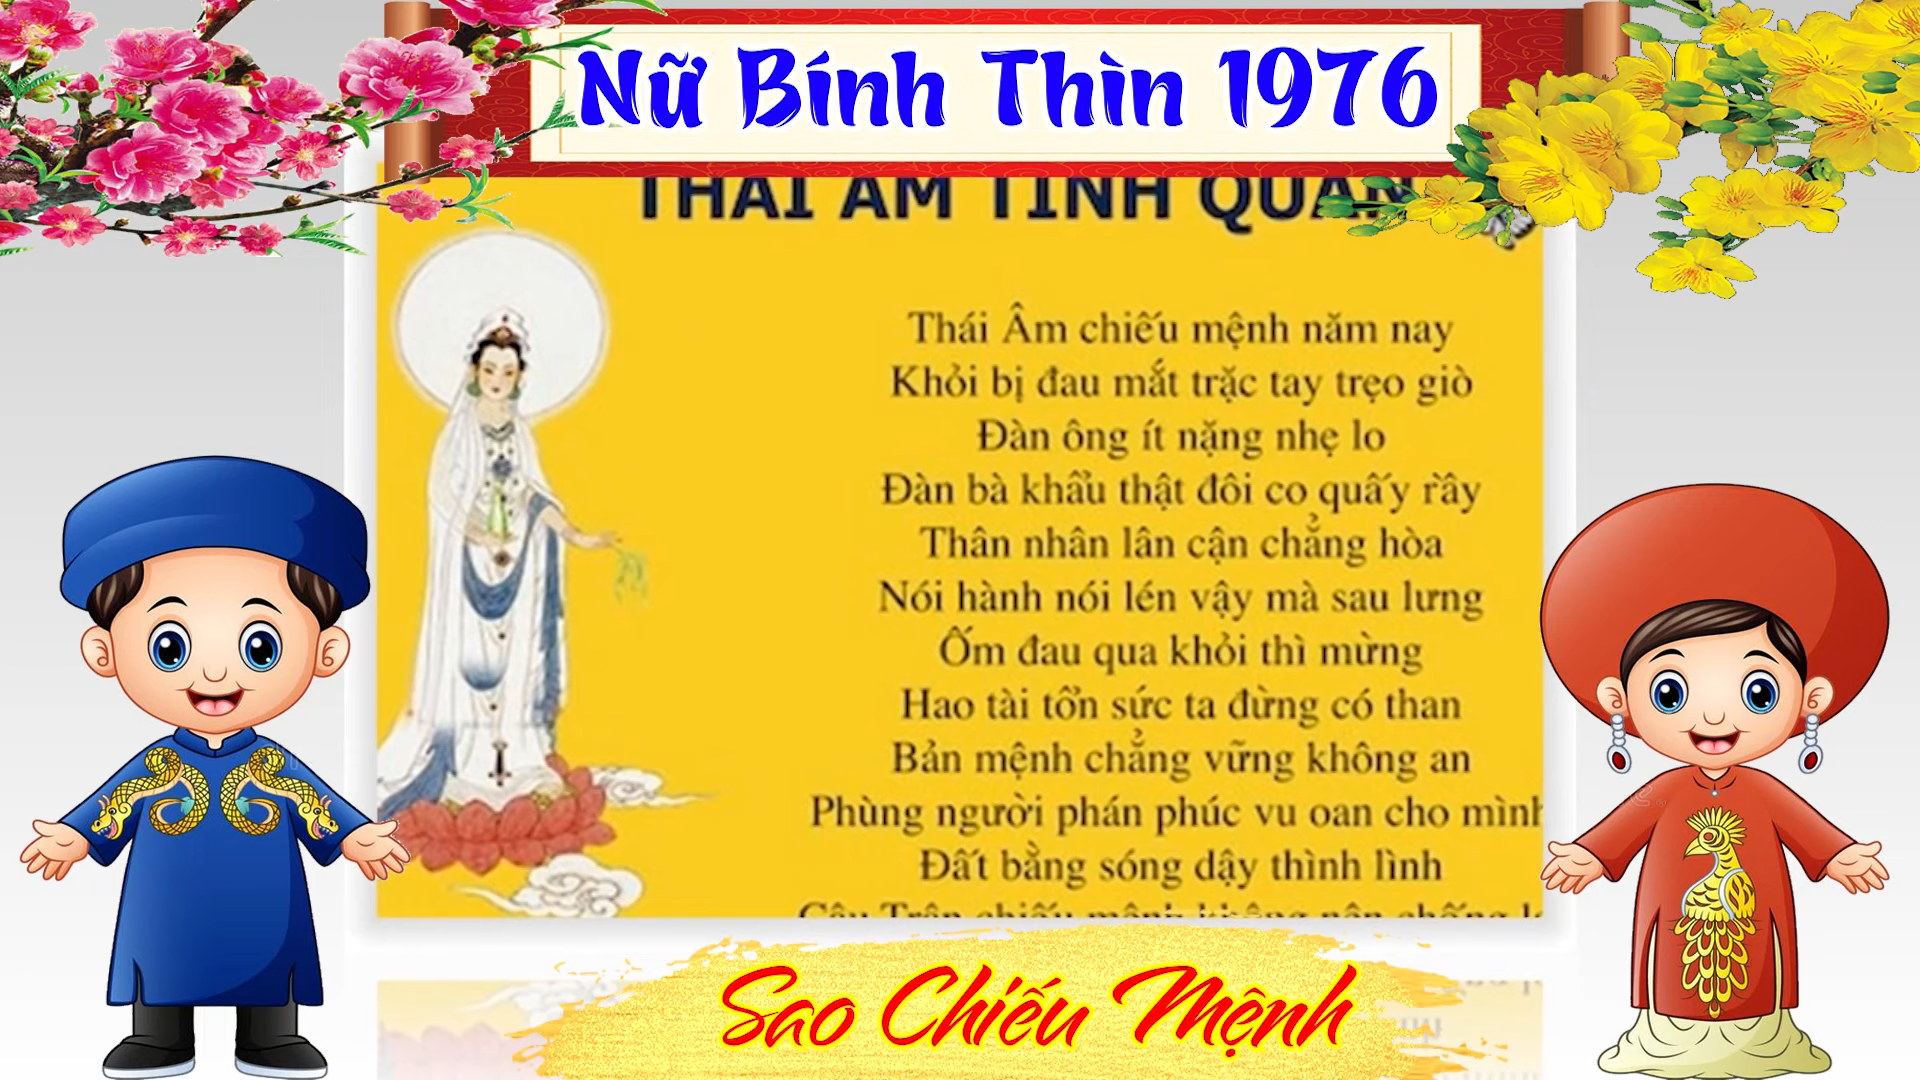 Nữ Bính Thìn 1976
THÁI ÂM TINH QUÂN
Thái Âm chiếu mệnh năm nay
Khỏi bị đau mắt trặc tay trẹo giò
Đàn ông ít nặng nhẹ lo
Đàn bà khẩu thật đôi co quấy rầy
Thân nhân lân cận chẳng hòa
Nói hành nói lén vậy mà sau lưng
Ốm đau qua khỏi thì mừng
Hao tài tổn sức ta đừng có than
Bản mệnh chẳng vững không an
Phùng người phán phúc vu oan cho mình
Đất bằng sóng dậy thình lình
Sao Chiếu Mệnh